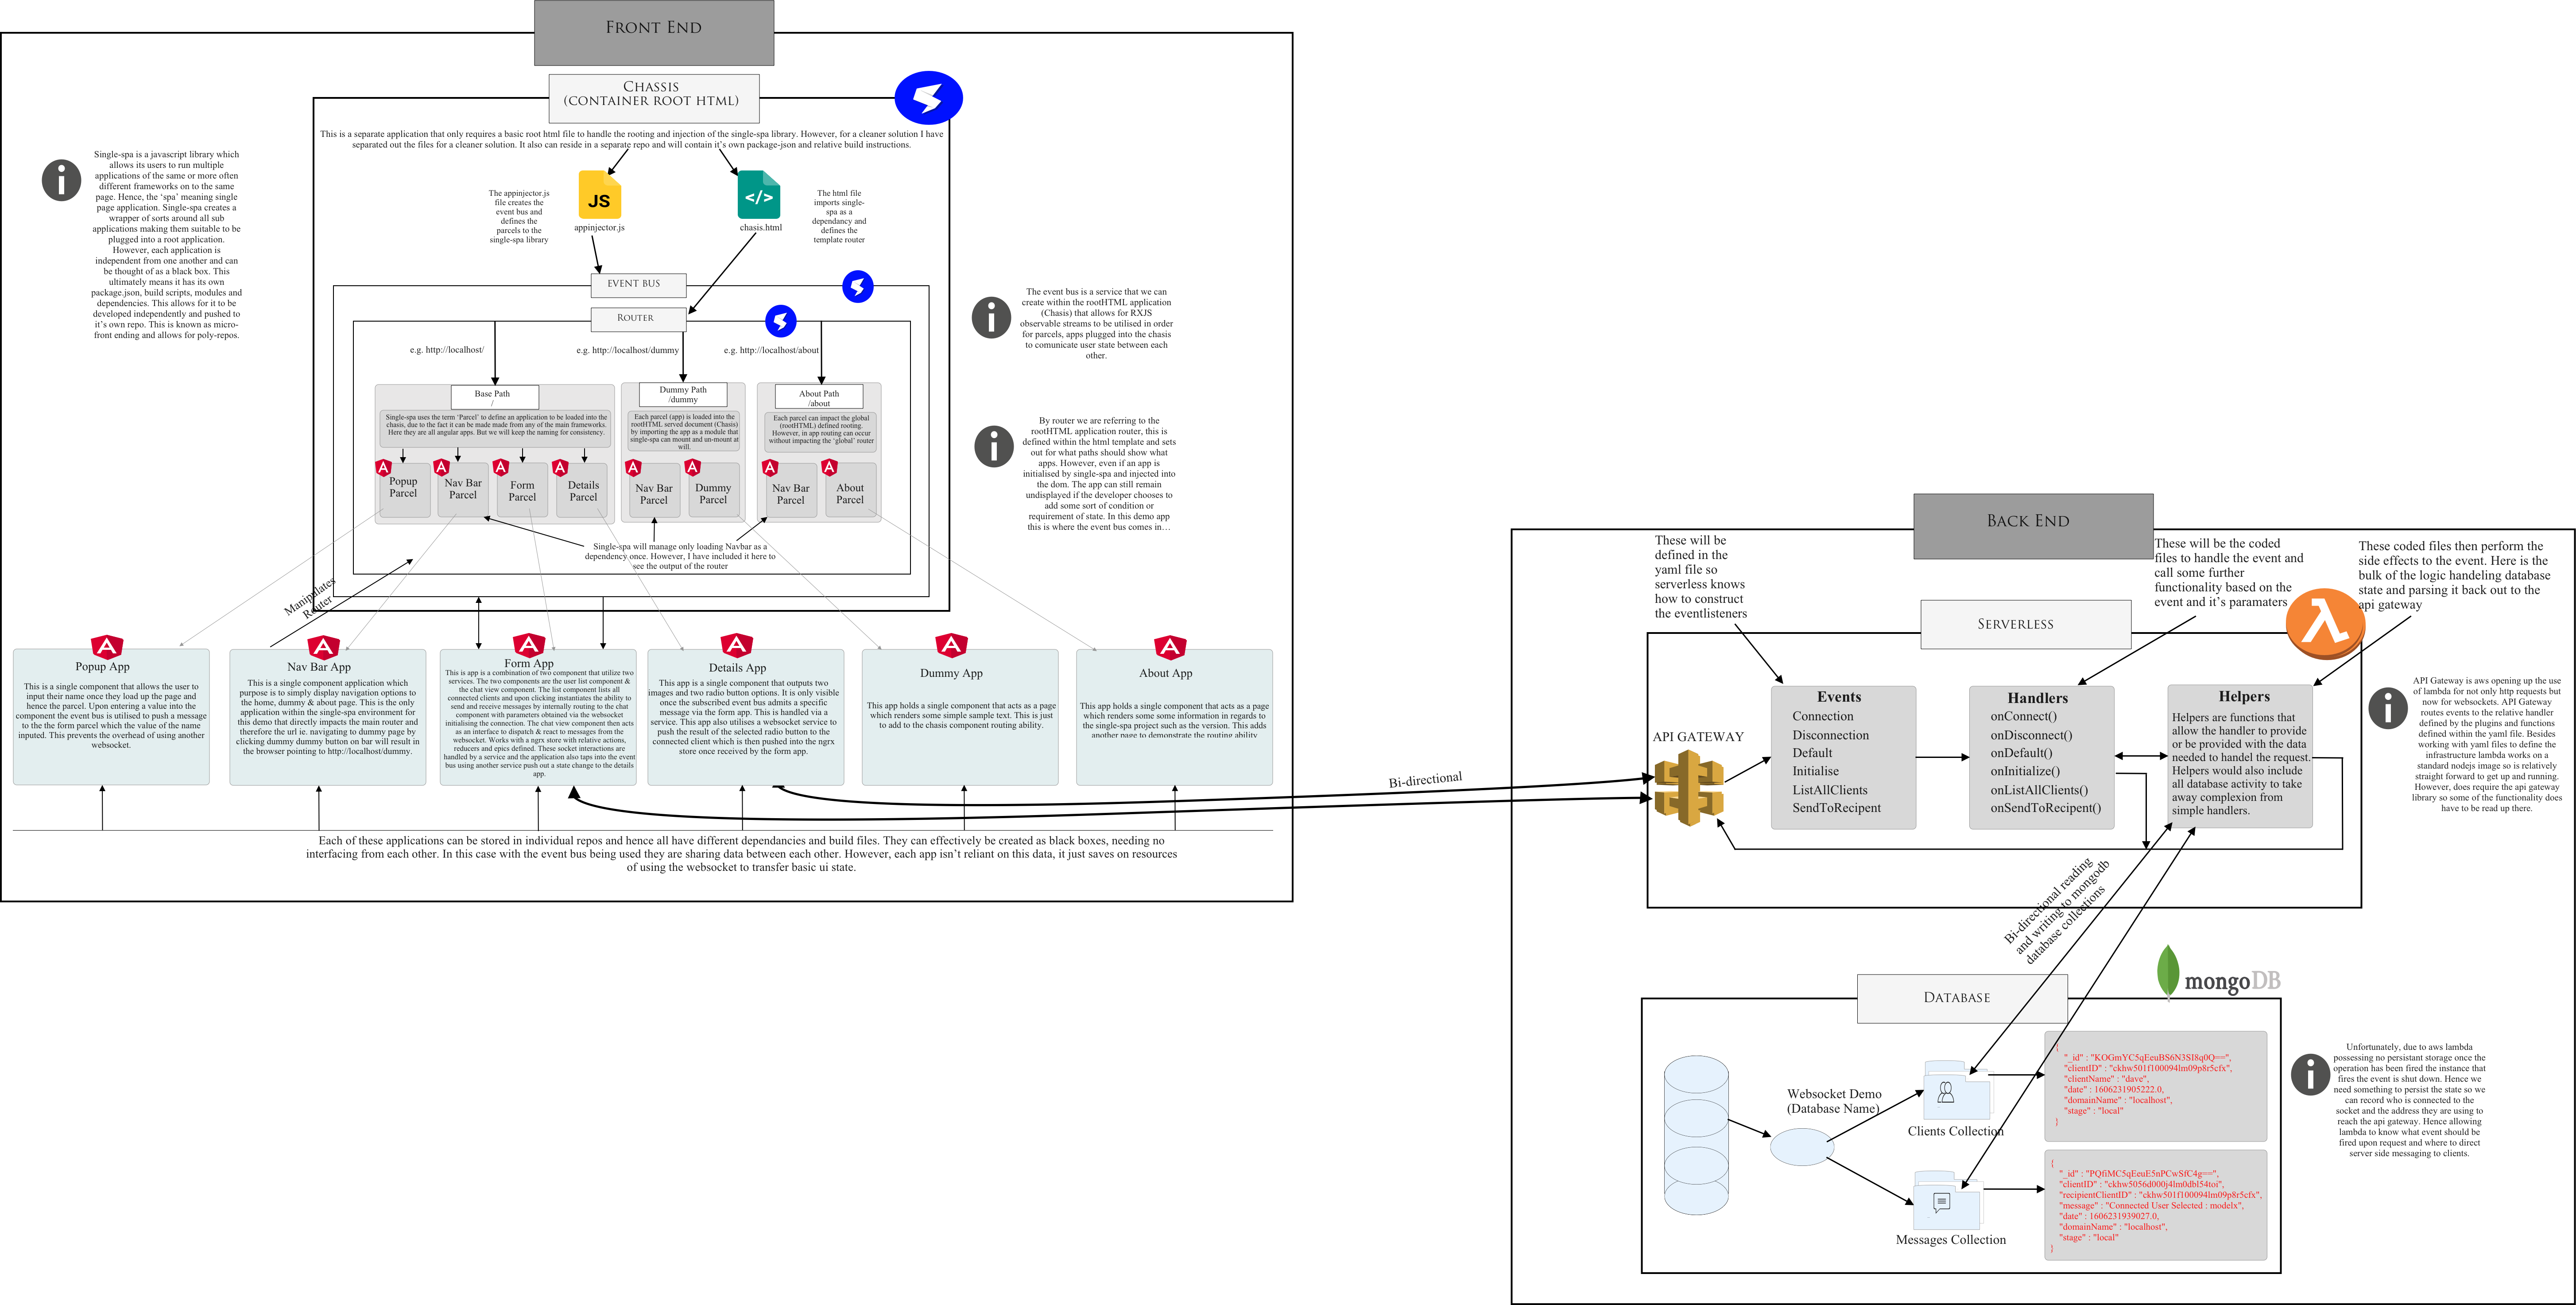 FRONT END
CHASSIS
(CONTAINER ROOT HTML)
This is a separate application that only requires a basic root html file to handle the rooting and injection of the single-spa library. However, for a cleaner solution I have
separated out the files for a cleaner solution. It also can reside in a separate repo and will contain it's own package-json and relative build instructions.
Single-spa is a javascript library which
allows its users to run multiple
applications of the same or more often
different frameworks on to the same
page. Hence, the 'spa' meaning single
page application. Single-spa creates a
wrapper of sorts around all sub
applications making them suitable to be
plugged into a root application.
However, each application is
independent from one another and can
be thought of as a black box. This
ultimately means it has its own
package.json, build scripts, modules and
dependencies. This allows for it to be
developed independently and pushed to
it's own repo. This is known as micro-
front ending and allows for poly-repos.
The appinjector.js
file creates the
event bus and
defines the
parcels to the
single-spa library
JS
appinjector.js
</>
chasis.html
The html file
imports single-
spa as a
dependancy and
defines the
template router
EVENT BUS
ROUTER
The event bus is a service that we can
create within the rootHTML application
(Chasis) that allows for RXJS
observable streams to be utilised in order
for parcels, apps plugged into the chasis
to comunicate user state between each
other.
e.g. http://localhost/
e.g. http://localhost/dummy
e.g. http://localhost/about
Base Path
/
Single-spa uses the term 'Parcel' to define an application to be loaded into the
chasis, due to the fact it can be made made from any of the main frameworks.
Here they are all angular apps. But we will keep the naming for consistency.
Dummy Path
/dummy
Each parcel (app) is loaded into the
rootHTML served document (Chasis)
by importing the app as a module that
single-spa can mount and un-mount at
will.
About Path
/about
Each parcel can impact the global
(rootHTML) defined rooting.
However, in app routing can occur
without impacting the 'global' router
By router we are referring to the
rootHTML application router, this is
defined within the html template and sets
out for what paths should show what
apps. However, even if an app is
initialised by single-spa and injected into
the dom. The app can still remain
undisplayed if the developer chooses to
add some sort of condition or
requirement of state. In this demo app
this is where the event bus comes in…
Popup
Parcel
Nav Bar
Parcel
Form
Parcel
Details
Parcel
Nav Bar
Parcel
Dummy
Parcel
Nav Bar
Parcel
About
Parcel
Single-spa will manage only loading Navbar as a
dependency once. However, I have included it here to
see the output of the router
Manipulates
Router
Popup App
This is a single component that allows the user to
input their name once they load up the page and
hence the parcel. Upon entering a value into the
component the event bus is utilised to push a message
to the the form parcel which the value of the name
inputed. This prevents the overhead of using another
websocket.
Nav Bar App
This is a single component application which
purpose is to simply display navigation options to
the home, dummy & about page. This is the only
application within the single-spa environment for
this demo that directly impacts the main router and
therefore the url ie. navigating to dummy page by
clicking dummy dummy button on bar will result in
the browser pointing to http://localhost/dummy.
Form App
This is app is a combination of two component that utilize two
services. The two components are the user list component &
the chat view component. The list component lists all
connected clients and upon clicking instantiates the ability to
send and receive messages by internally routing to the chat
component with parameters obtained via the websocket
initialising the connection. The chat view component then acts
as an interface to dispatch & react to messages from the
websocket. Works with a ngrx store with relative actions,
reducers and epics defined. These socket interactions are
handled by a service and the application also taps into the event
bus using another service push out a state change to the details
app.
Details App
This app is a single component that outputs two
images and two radio button options. It is only visible
once the subscribed event bus admits a specific
message via the form app. This is handled via a
service. This app also utilises a websocket service to
push the result of the selected radio button to the
connected client which is then pushed into the ngrx
store once received by the form app.
Dummy App
This app holds a single component that acts as a page
which renders some simple sample text. This is just
to add to the chasis component routing ability.
About App
This app holds a single component that acts as a page
which renders some some information in regards to
the single-spa project such as the version. This adds
another page to demonstrate the routing ability
Each of these applications can be stored in individual repos and hence all have different dependancies and build files. They can effectively be created as black boxes, needing no
interfacing from each other. In this case with the event bus being used they are sharing data between each other. However, each app isn't reliant on this data, it just saves on resources
of using the websocket to transfer basic ui state.
Bi-directional
BACK END
These will be
defined in the
yaml file so
serverless knows
how to construct
the eventlisteners
These will be the coded
files to handle the event and
call some further
functionality based on the
event and it's paramaters
These coded files then perform the
side effects to the event. Here is the
bulk of the logic handeling database
state and parsing it back out to the
api gateway
SERVERLESS
API GATEWAY
Events
Connection
Disconnection
Default
Initialise
ListAllClients
SendToRecipent
Handlers
onConnect()
onDisconnect()
onDefault()
onInitialize()
onListAllClients()
onSendToRecipent()
Helpers
Helpers are functions that
allow the handler to provide
or be provided with the data
needed to handel the request.
Helpers would also include
all database activity to take
away complexion from
simple handlers.
API Gateway is aws opening up the use
of lambda for not only http requests but
now for websockets. API Gateway
routes events to the relative handler
defined by the plugins and functions
defined within yaml file. Besides
working with yaml files to define the
infrastructure lambda works on a
standard nodejs image so is relatively
straight forward to get up and running.
However, does require the api gateway
library so some of the functionality does
have to be read up there.
Bi-directional reading
and writing to mongodb
database collections
mongoDB
DATABASE
Websocket Demo
(Database Name)
Clients Collection
Messages Collection
{
"_id" : "KOGmYC5qEeuBS6N3SI8q0Q==",
"clientID" : "ckhw501f100094lm09p8r5cfx",
"clientName" : "dave",
"date" : 1606231905222.0,
"domainName" : "localhost",
"stage" : "local"
}
{
"_id" : "PQfiMC5qEeuE5nPCwSfC4g==",
"clientID" : "ckhw5056d000j4lm0dbl54toi",
"recipientClientID" : "ckhw501f100094lm09p8r5cfx",
"message" : "Connected User Selected : modelx",
"date" : 1606231939027.0,
"domainName" : "localhost",
"stage" : "local"
}
Unfortunately, due to aws lambda
possessing no persistant storage once the
operation has been fired the instance that
fires the event is shut down. Hence we
need something to persist the state so we
can record who is connected to the
socket and the address they are using to
reach the api gateway. Hence allowing
lambda to know what event should be
fired upon request and where to direct
server side messaging to clients.